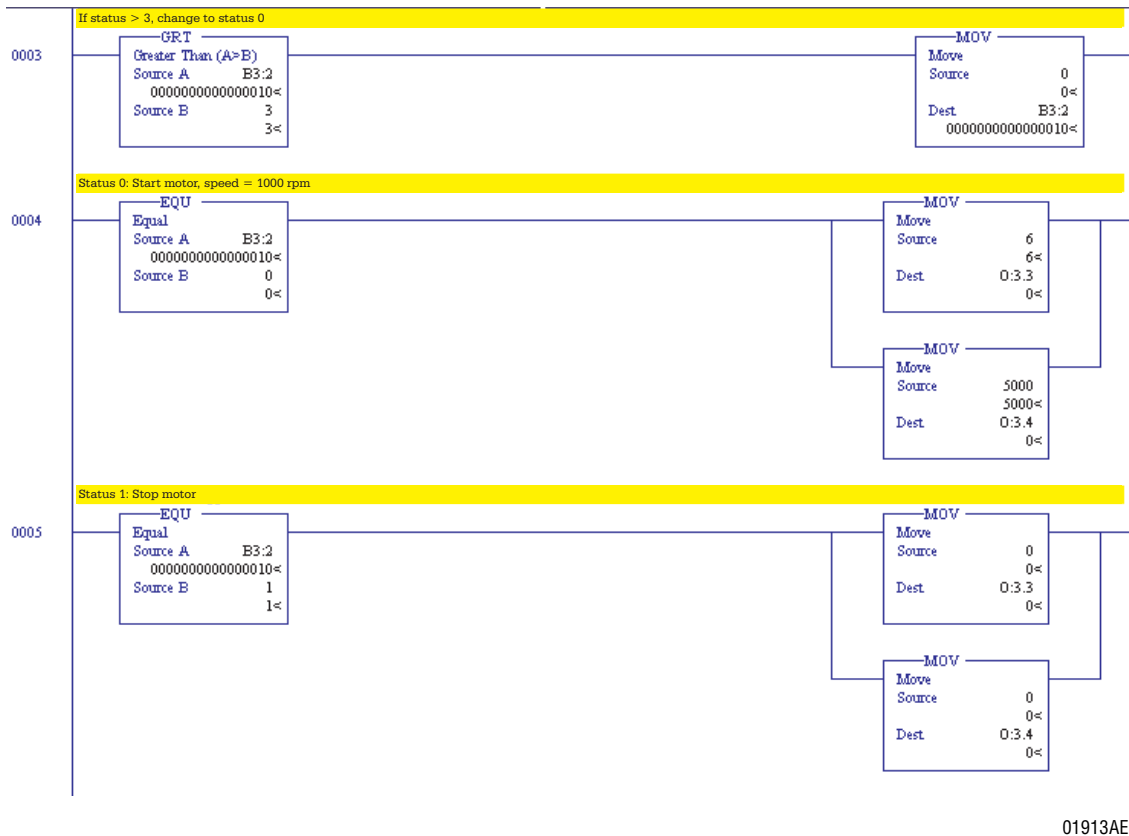 If status > 3, change to status 0
0003
GRT
Greater Than (A>B)
Source A B3:2
0000000000000010<
Source B 3
3<
MOV
Move
Source 0
0<
Dest B3:2
0000000000000010<
Status 0: Start motor, speed = 1000 rpm
0004
EQU
Equal
Source A B3:2
0000000000000010<
Source B 0
0<
MOV
Move
Source 6
6<
Dest O:3.3
0<
MOV
Move
Source 5000
5000<
Dest O:3.4
0<
Status 1: Stop motor
0005
EQU
Equal
Source A B3:2
0000000000000010<
Source B 1
1<
MOV
Move
Source 0
0<
Dest O:3.3
0<
MOV
Move
Source 0
0<
Dest O:3.4
0<
01913AE